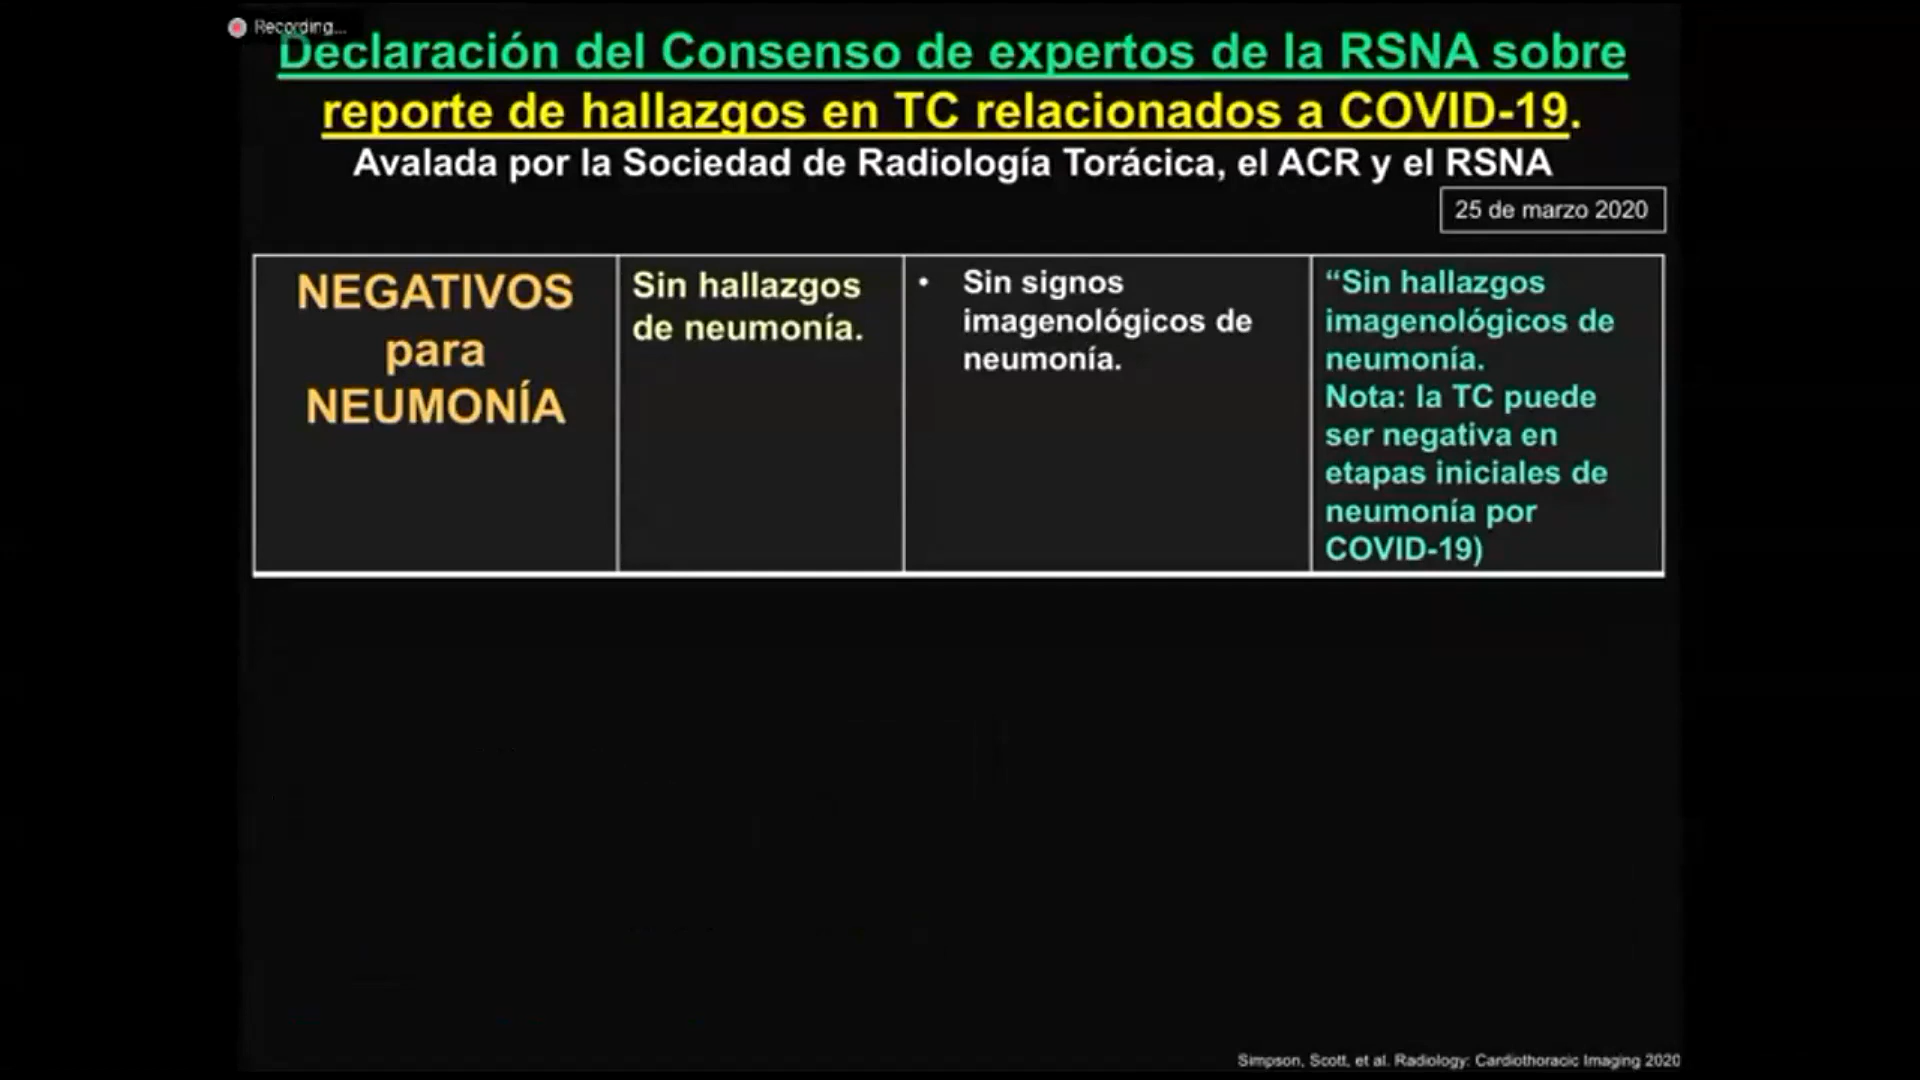 Recording...
Declaración del Consenso de expertos de la RSNA sobre
reporte de hallazgos en TC relacionados a COVID-19.
Avalada por la Sociedad de Radiología Torácica, el ACR y el RSNA
25 de marzo 2020
NEGATIVOS
para
NEUMONÍA
Sin hallazgos
de neumonía.
• Sin signos
imagenológicos de
neumonía.
“Sin hallazgos
imagenológicos de
neumonía.
Nota: la TC puede
ser negativa en
etapas iniciales de
neumonía por
COVID-19)
Simpson, Scott, et al. Radiology: Cardiothoracic Imaging 2020